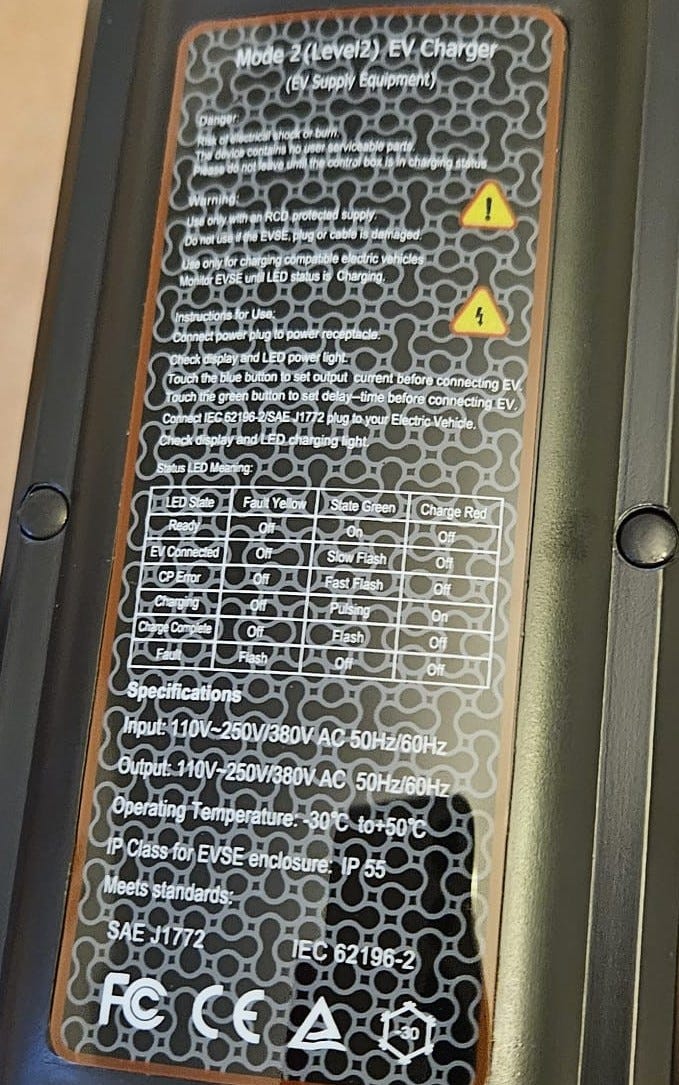 Mode 2(Level2) EV Charger
(EV Supply Equipment)
Danger:
Risk of electrical shock or burn.
The device contains no user serviceable parts.
Please do not leave until the control box is in charging status
Warning:
Use only with an RCD protected supply.
Do not use if the EVSE, plug or cable is damaged.
Use only for charging compatible electric vehicles
Monitor EVSE until LED status is Charging.
Instructions for Use:
Connect power plug to power receptacle.
Check display and LED power light.
Touch the blue button to set output current before connecting EV.
Touch the green button to set delay-time before connecting EV.
Connect IEC 62196-2/SAE J1772 plug to your Electric Vehicle.
Check display and LED charging light.
Status LED Meaning:
LED State Fault Yellow State Green Charge Red
Ready Off On Off
EV Connected Off Slow Flash Off
CP Error Off Fast Flash Off
Charging Off Pulsing On
Charge Complete Off Flash Off
Fault Flash Off Off
Specifications
Input: 110V~250V/380V AC 50Hz/60Hz
Output: 110V~250V/380V AC 50Hz/60Hz
Operating Temperature: -30℃ to+50℃
IP Class for EVSE enclosure: IP 55
Meets standards:
SAE J1772 IEC 62196-2
FC CE -30